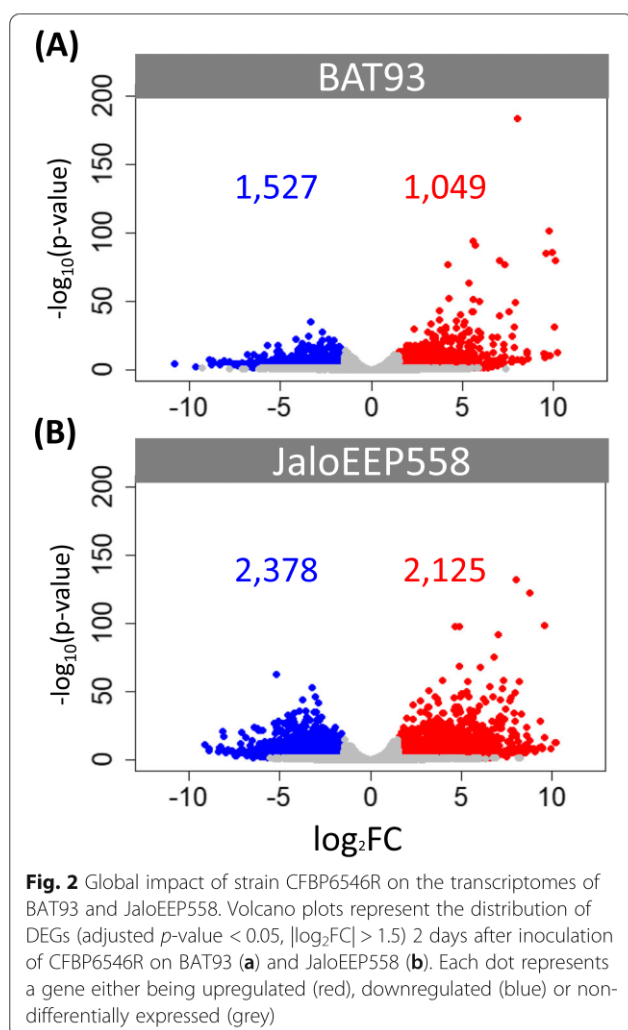 (A)
BAT93
200
150
100
50
0
-log₁₀(p-value)
1,527 1,049
-10 -5 0 5 10
(B)
JaloEEP558
200
150
100
50
0
-log₁₀(p-value)
2,378 2,125
-10 -5 0 5 10
log₂FC
Fig. 2 Global impact of strain CFBP6546R on the transcriptomes of
BAT93 and JaloEEP558. Volcano plots represent the distribution of
DEGs (adjusted p-value < 0.05, |log₂FC| > 1.5) 2 days after inoculation
of CFBP6546R on BAT93 (a) and JaloEEP558 (b). Each dot represents
a gene either being upregulated (red), downregulated (blue) or non-
differentially expressed (grey)